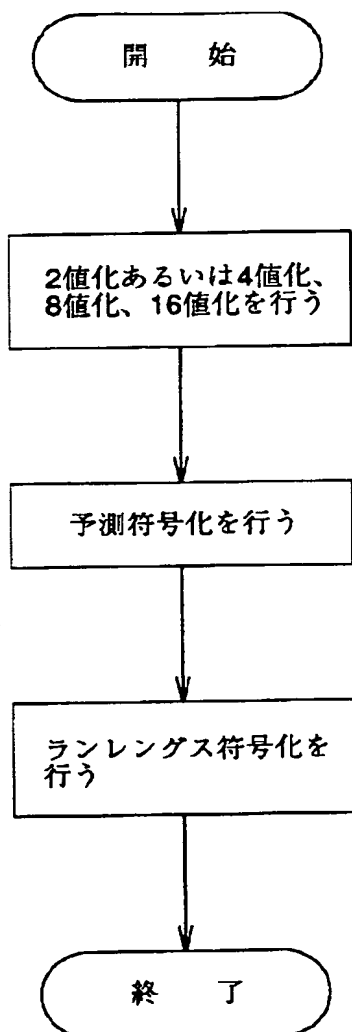 開始
2値化あるいは4値化、
8値化、16値化を行う
予測符号化を行う
ランレングス符号化を
行う
終了